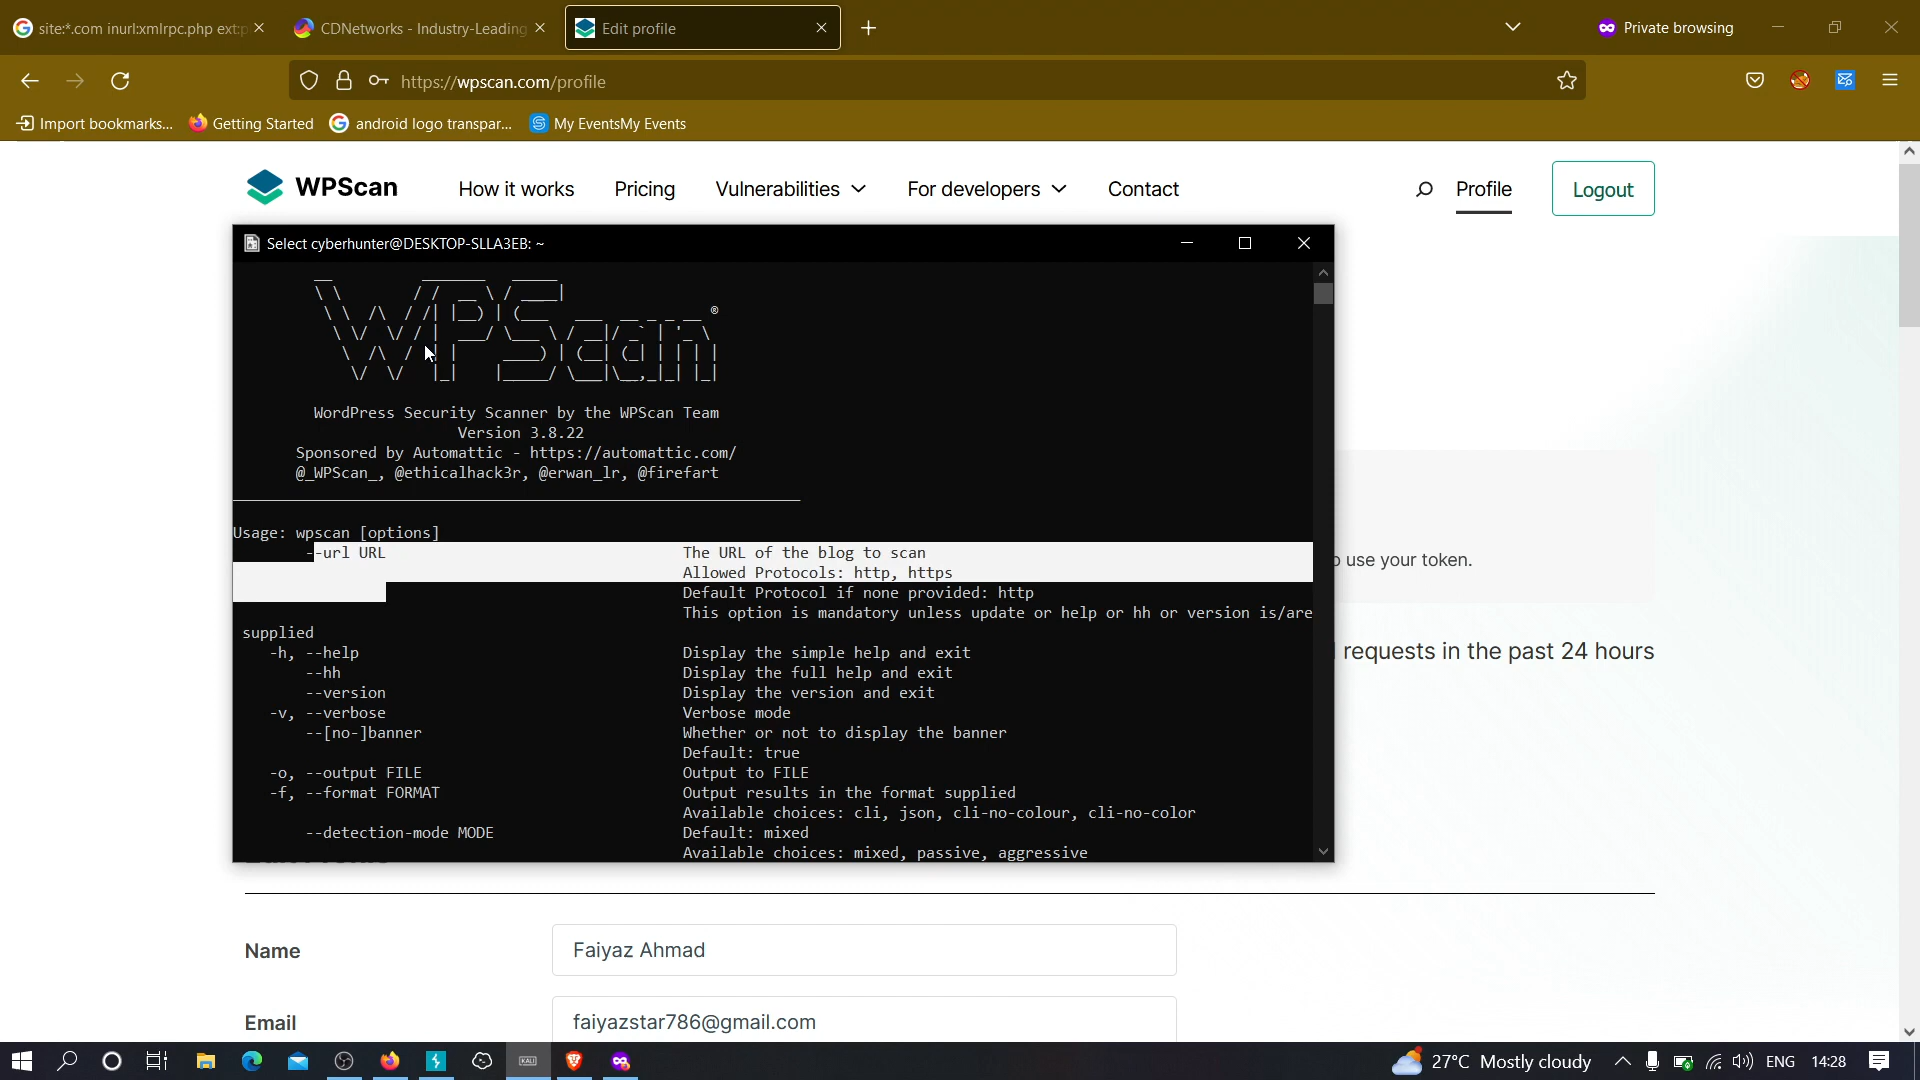 site:*.com inurl:xmlrpc.php ext:p
CDNetworks - Industry-Leading
Edit profile
Private browsing
https://wpscan.com/profile
Import bookmarks...
Getting Started
android logo transpar...
My EventsMy Events
WPScan
How it works
Pricing
Vulnerabilities
For developers
Contact
Profile
Logout
Select cyberhunter@DESKTOP-SLLA3EB: ~
WPScan ®
WordPress Security Scanner by the WPScan Team
Version 3.8.22
Sponsored by Automattic - https://automattic.com/
@_WPScan_, @ethicalhack3r, @erwan_lr, @firefart
Usage: wpscan [options]
--url URL The URL of the blog to scan
Allowed Protocols: http, https
Default Protocol if none provided: http
This option is mandatory unless update or help or hh or version is/are
supplied
-h, --help Display the simple help and exit
--hh Display the full help and exit
--version Display the version and exit
-v, --verbose Verbose mode
--[no-]banner Whether or not to display the banner
Default: true
-o, --output FILE Output to FILE
-f, --format FORMAT Output results in the format supplied
Available choices: cli, json, cli-no-colour, cli-no-color
--detection-mode MODE Default: mixed
Available choices: mixed, passive, aggressive
use your token.
requests in the past 24 hours
Name
Faiyaz Ahmad
Email
faiyazstar786@gmail.com
KALI
27°C Mostly cloudy
ENG
14:28